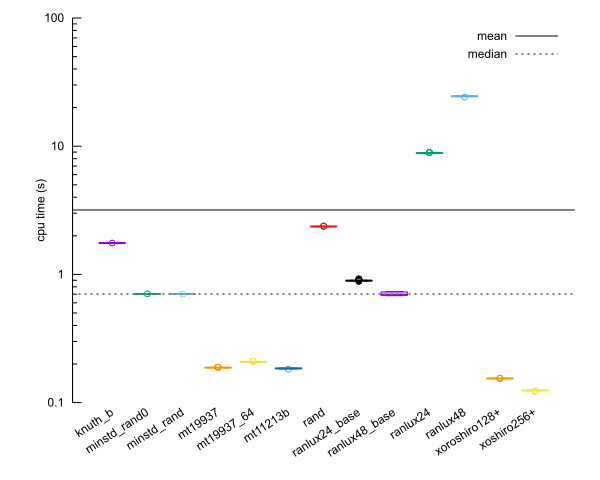 100
10
1
0.1
cpu time (s)
mean
median
knuth_b
minstd_rand0
minstd_rand
mt19937
mt19937_64
mt11213b
rand
ranlux24_base
ranlux48_base
ranlux24
ranlux48
xoroshiro128+
xoshiro256+